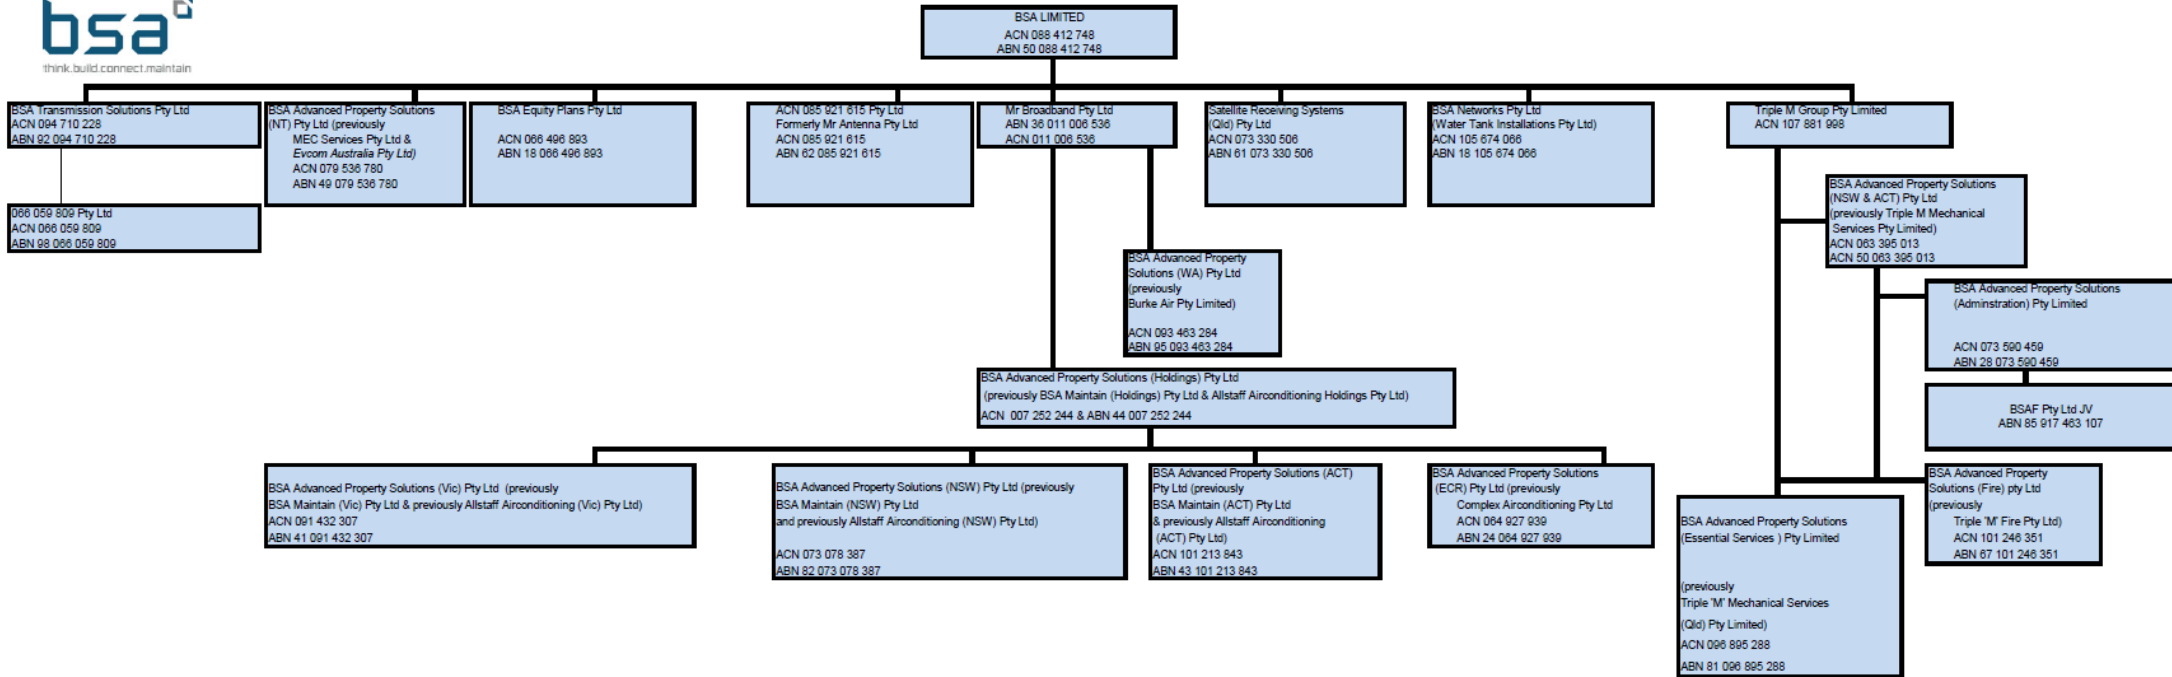 bsa
think.build.connect.maintain
BSA LIMITED
ACN 088 412 748
ABN 50 088 412 748
BSA Transmission Solutions Pty Ltd
ACN 094 710 228
ABN 92 094 710 228
BSA Advanced Property Solutions
(NT) Pty Ltd (previously
MEC Services Pty Ltd &
Evcom Australia Pty Ltd)
ACN 079 536 780
ABN 49 079 536 780
BSA Equity Plans Pty Ltd
ACN 066 496 893
ABN 18 066 496 893
ACN 085 921 615 Pty Ltd
Formerly Mr Antenna Pty Ltd
ACN 085 921 615
ABN 62 085 921 615
Mr Broadband Pty Ltd
ABN 36 011 006 536
ACN 011 006 536
Satellite Receiving Systems
(Qld) Pty Ltd
ACN 073 330 506
ABN 61 073 330 506
BSA Networks Pty Ltd
(Water Tank Installations Pty Ltd)
ACN 105 674 066
ABN 18 105 674 066
Triple M Group Pty Limited
ACN 107 881 998
066 059 809 Pty Ltd
ACN 066 059 809
ABN 98 066 059 809
BSA Advanced Property Solutions
(NSW & ACT) Pty Ltd
(previously Triple M Mechanical
Services Pty Limited)
ACN 063 395 013
ACN 50 063 395 013
BSA Advanced Property
Solutions (WA) Pty Ltd
(previously
Burke Air Pty Limited)
ACN 093 463 284
ABN 95 093 463 284
BSA Advanced Property Solutions
(Adminstration) Pty Limited
ACN 073 590 459
ABN 28 073 590 459
BSA Advanced Property Solutions (Holdings) Pty Ltd
(previously BSA Maintain (Holdings) Pty Ltd & Allstaff Airconditioning Holdings Pty Ltd)
ACN 007 252 244 & ABN 44 007 252 244
BSAF Pty Ltd JV
ABN 85 917 463 107
BSA Advanced Property Solutions (Vic) Pty Ltd (previously
BSA Maintain (Vic) Pty Ltd & previously Allstaff Airconditioning (Vic) Pty Ltd)
ACN 091 432 307
ABN 41 091 432 307
BSA Advanced Property Solutions (NSW) Pty Ltd (previously
BSA Maintain (NSW) Pty Ltd
and previously Allstaff Airconditioning (NSW) Pty Ltd)
ACN 073 078 387
ABN 82 073 078 387
BSA Advanced Property Solutions (ACT)
Pty Ltd (previously
BSA Maintain (ACT) Pty Ltd
& previously Allstaff Airconditioning
(ACT) Pty Ltd)
ACN 101 213 843
ABN 43 101 213 843
BSA Advanced Property Solutions
(ECR) Pty Ltd (previously
Complex Airconditioning Pty Ltd
ACN 064 927 939
ABN 24 064 927 939
BSA Advanced Property Solutions
(Essential Services ) Pty Limited
(previously
Triple 'M' Mechanical Services
(Qld) Pty Limited)
ACN 096 895 288
ABN 81 096 895 288
BSA Advanced Property
Solutions (Fire) pty Ltd
(previously
Triple 'M' Fire Pty Ltd)
ACN 101 246 351
ABN 67 101 246 351